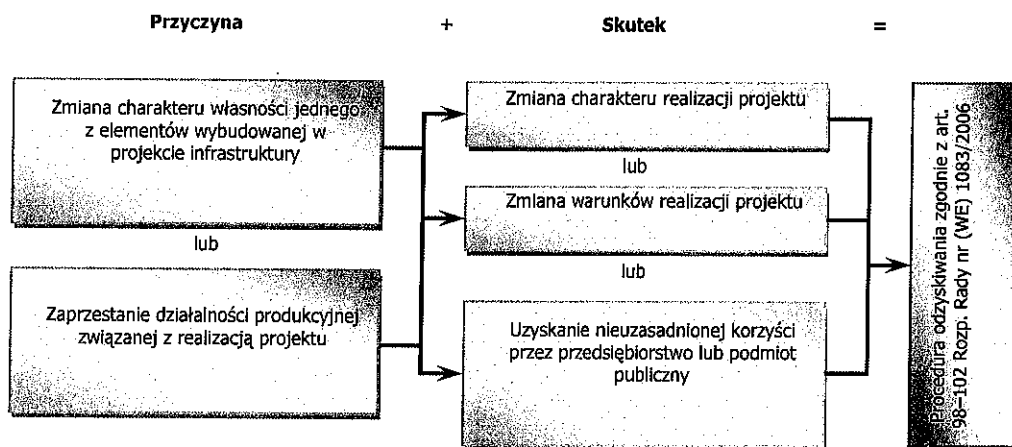 Przyczyna + Skutek =
Zmiana charakteru własności jednego
z elementów wybudowanej w
projekcie infrastruktury
lub
Zaprzestanie działalności produkcyjnej
związanej z realizacją projektu
Zmiana charakteru realizacji projektu
lub
Zmiana warunków realizacji projektu
lub
Uzyskanie nieuzasadnionej korzyści
przez przedsiębiorstwo lub podmiot
publiczny
Procedura odzyskiwania zgodnie z art.
98–102 Rozp. Rady nr (WE) 1083/2006